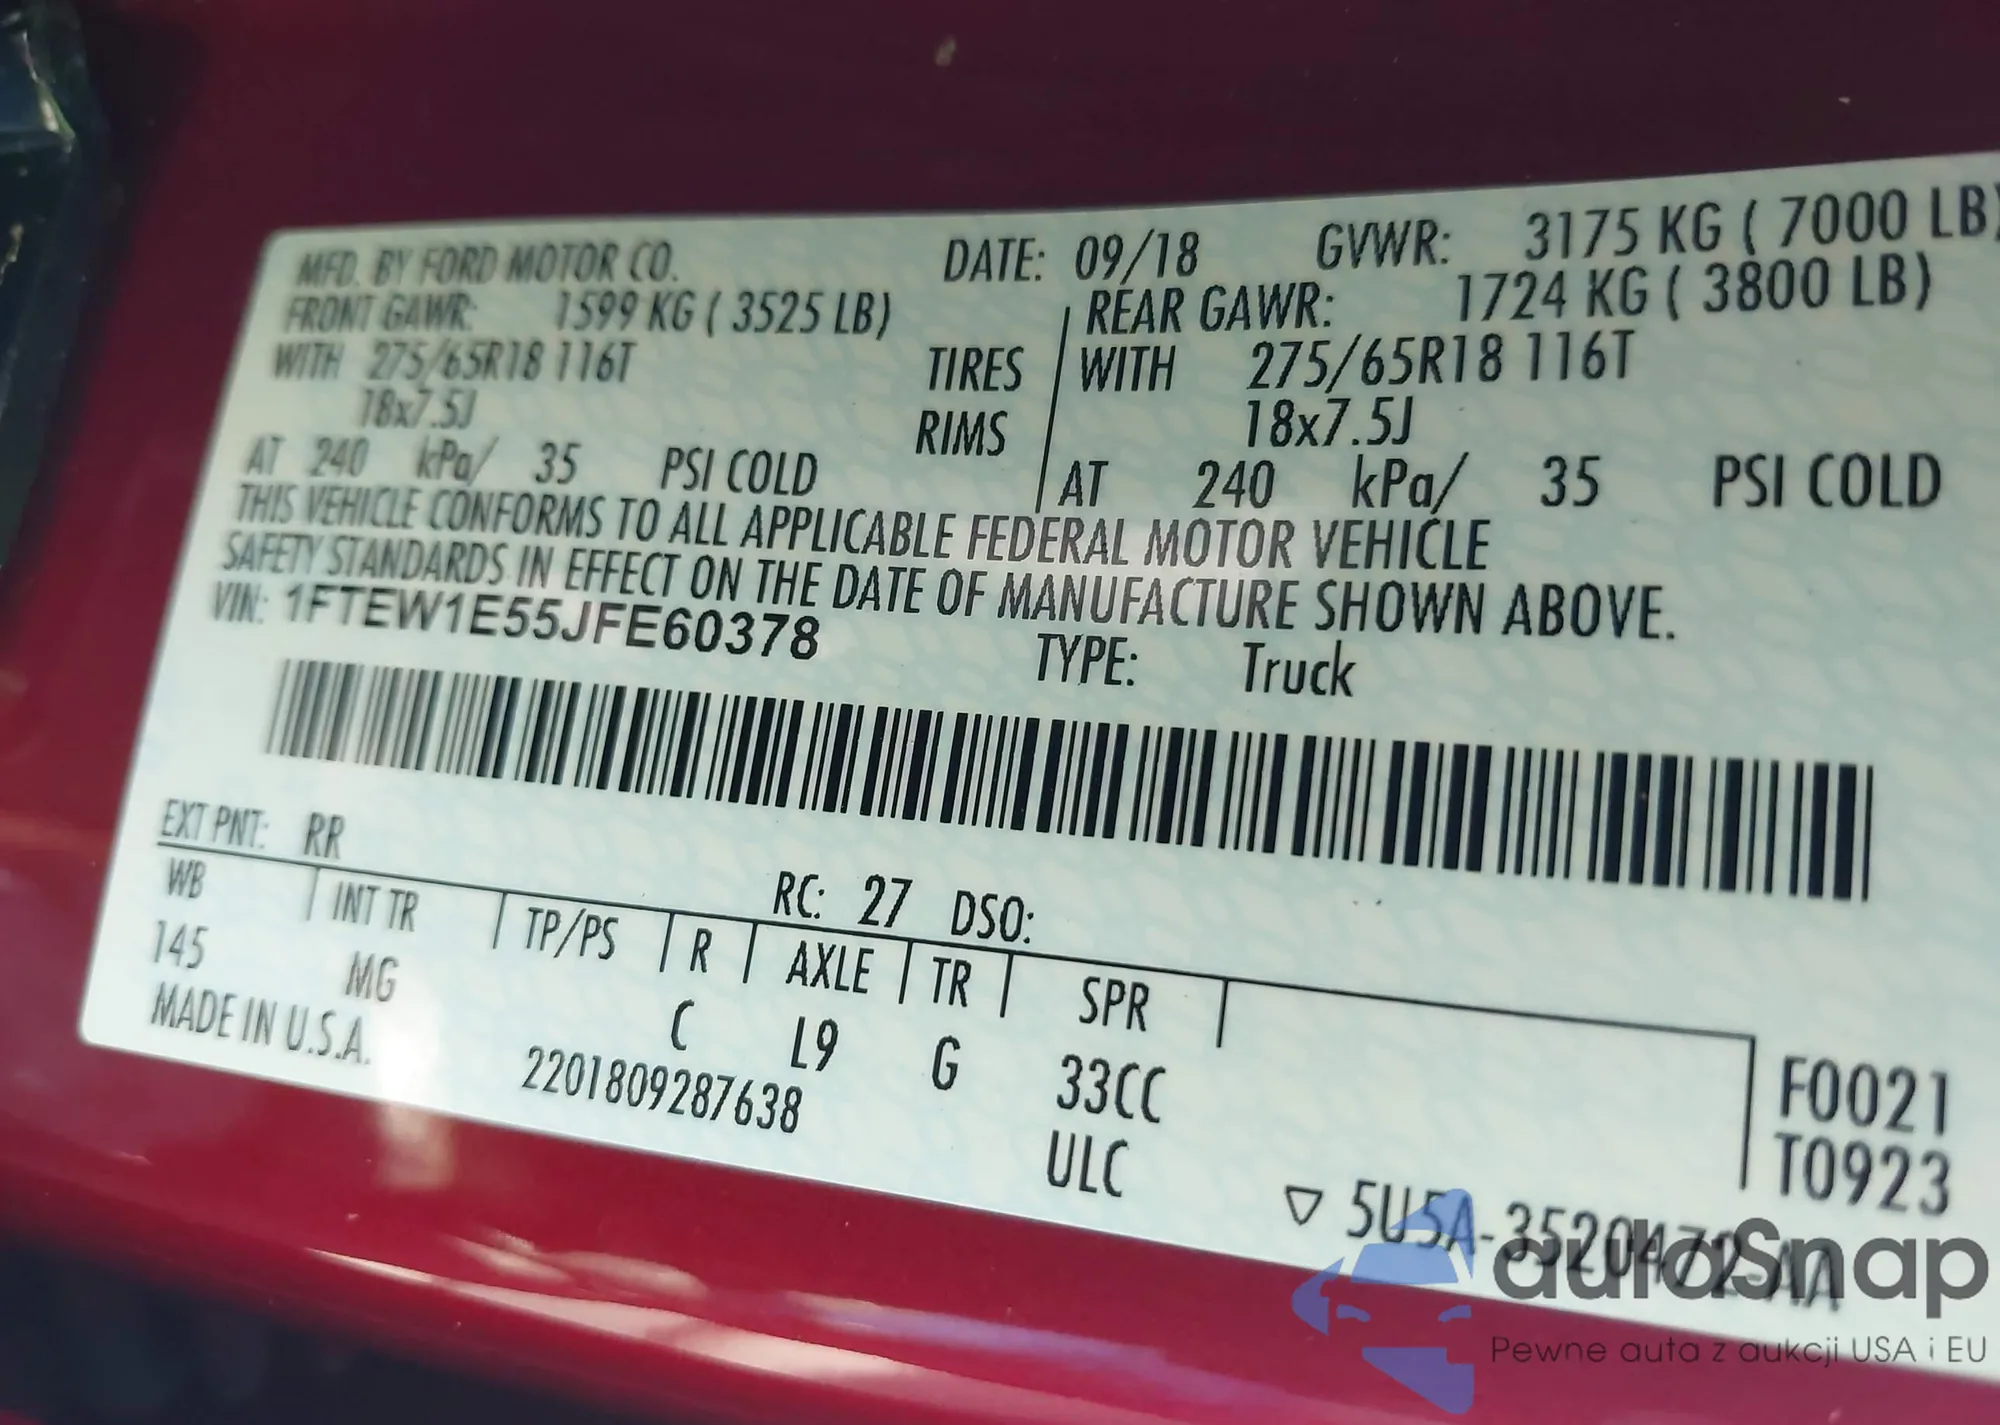 MFD. BY FORD MOTOR CO. DATE: 09/18 GVWR: 3175 KG ( 7000 LB)
FRONT GAWR: 1599 KG ( 3525 LB) REAR GAWR: 1724 KG ( 3800 LB)
WITH 275/65R18 116T TIRES WITH 275/65R18 116T
18x7.5J RIMS 18x7.5J
AT 240 kPa/ 35 PSI COLD AT 240 kPa/ 35 PSI COLD
THIS VEHICLE CONFORMS TO ALL APPLICABLE FEDERAL MOTOR VEHICLE
SAFETY STANDARDS IN EFFECT ON THE DATE OF MANUFACTURE SHOWN ABOVE.
VIN: 1FTEW1E55JFE60378 TYPE: Truck
EXT PNT: RR RC: 27 DSO:
WB INT TR TP/PS R AXLE TR SPR
145 MG C L9 G 33CC F0021
MADE IN U.S.A. 2201809287638 ULC T0923
▽ 5U5A-3520472-AA
autaSnap
Pewne auta z aukcji USA i EU